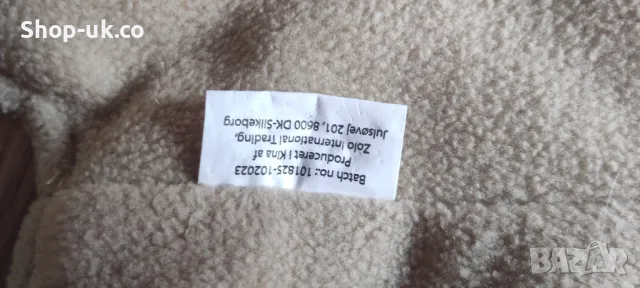 Shop-uk.co
Batch no.: 101825-102023
Produceret i Kina af
Zolo International Trading,
Julsøvej 201, 8600 DK-Silkeborg
BAZAR